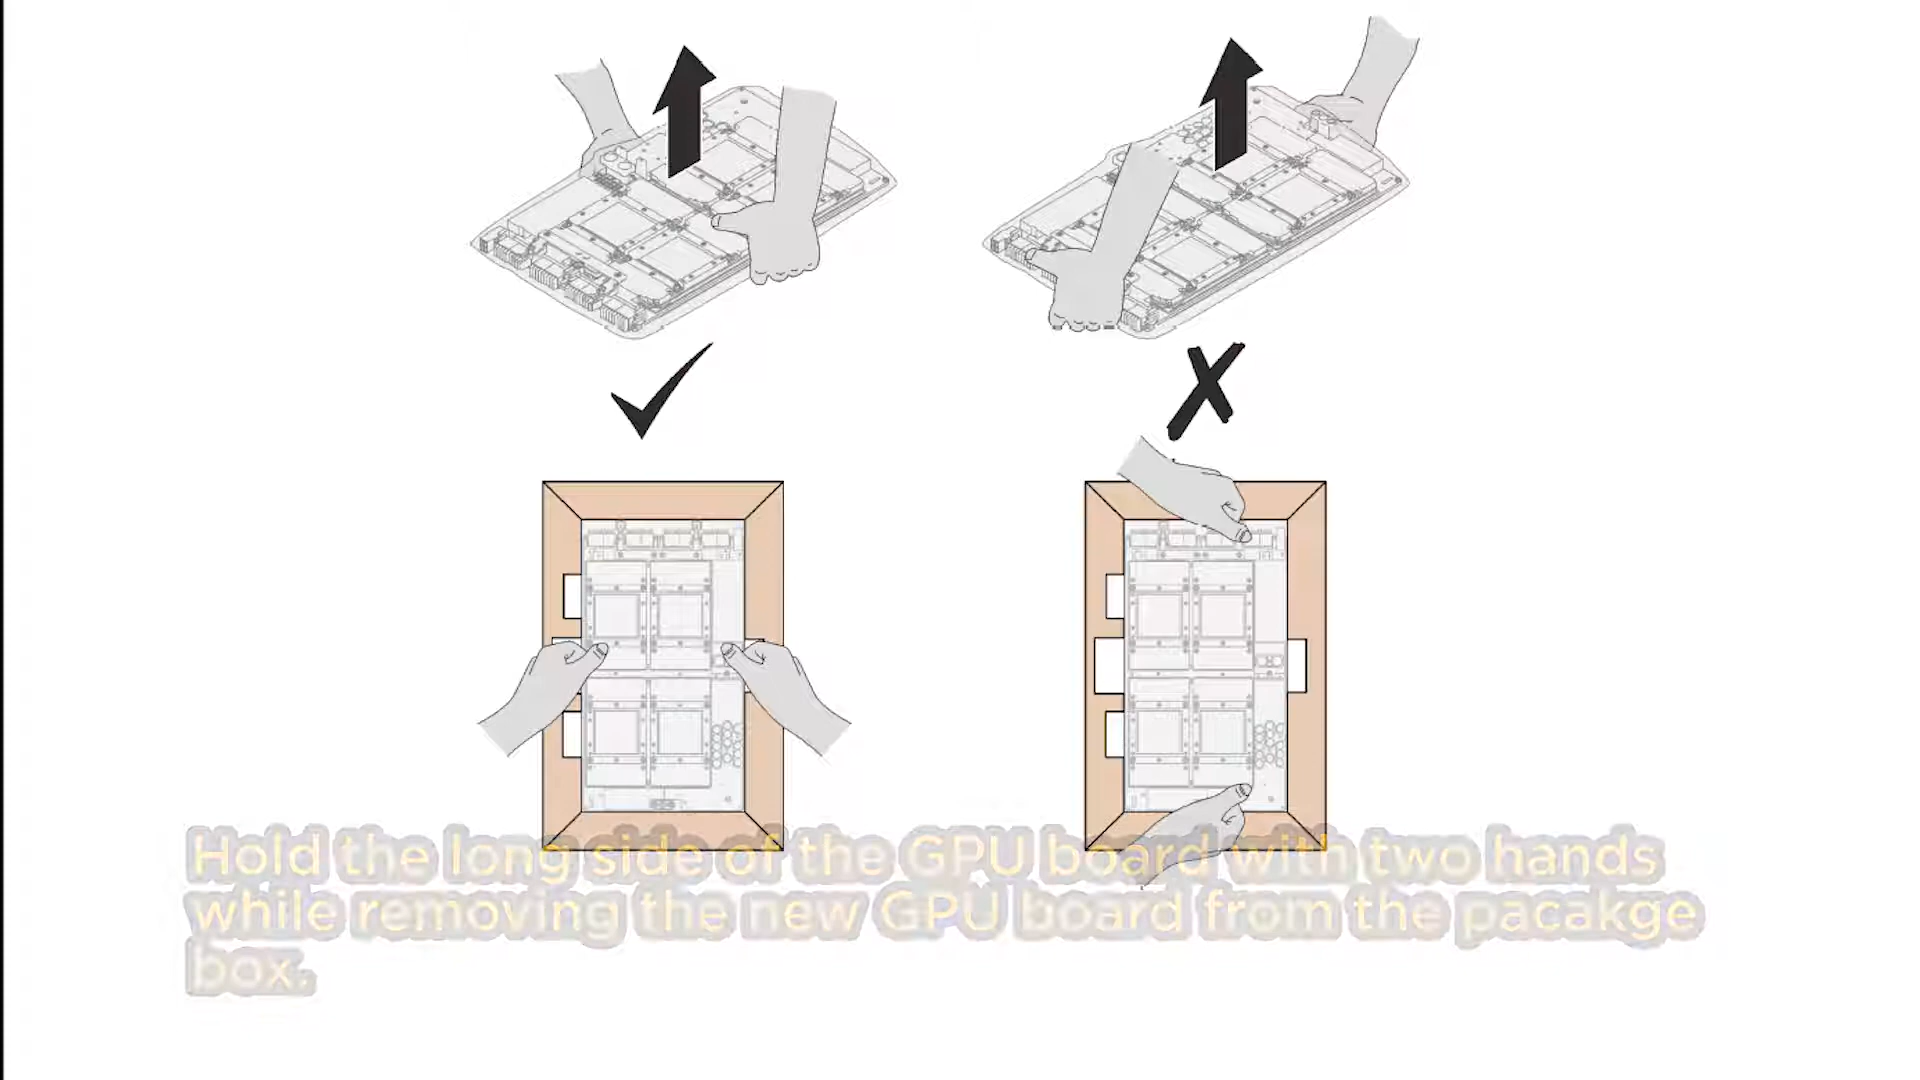 Hold the long side of the GPU board with two hands
while removing the new GPU board from the pacakge
box.